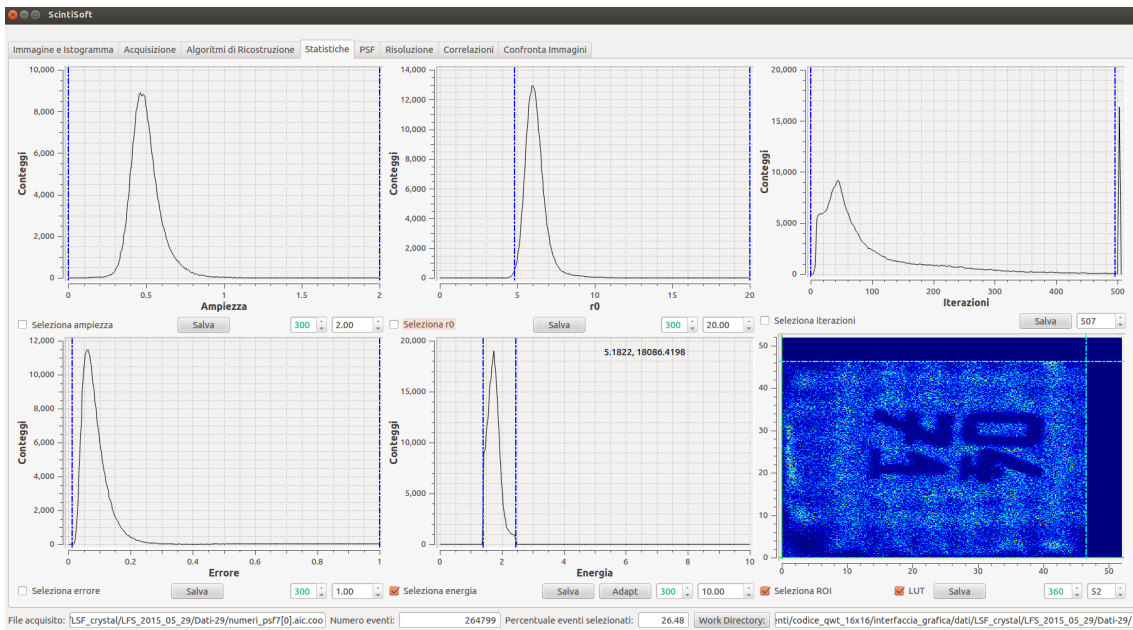 ScintiSoft
Immagine e Istogramma Acquisizione Algoritmi di Ricostruzione Statistiche PSF Risoluzione Correlazioni Confronta Immagini
10,000
8,000
6,000
4,000
2,000
0
Conteggi
0 0.5 1 1.5 2
Ampiezza
Seleziona ampiezza Salva 300 2.00
14,000
12,000
10,000
8,000
6,000
4,000
2,000
0
Conteggi
0 5 10 15 20
r0
Seleziona r0 Salva 300 20.00
20,000
15,000
10,000
5,000
0
Conteggi
0 100 200 300 400 500
Iterazioni
Seleziona iterazioni Salva 507
12,000
10,000
8,000
6,000
4,000
2,000
0
Conteggi
0 0.2 0.4 0.6 0.8 1
Errore
Seleziona errore Salva 300 1.00
20,000
15,000
10,000
5,000
0
Conteggi
5.1822, 18086.4198
0 2 4 6 8 10
Energia
Seleziona energia Salva Adapt 300 10.00
50
40
30
20
10
0
0 10 20 30 40 50
Seleziona ROI LUT Salva 360 52
File acquisito: 'LSF_crystal/LFS_2015_05_29/Dati-29/numeri_psf7[0].aic.coo Numero eventi: 264799 Percentuale eventi selezionati: 26.48 Work Directory: enti/codice_qwt_16x16/interfaccia_grafica/dati/LSF_crystal/LFS_2015_05_29/Dati-29/